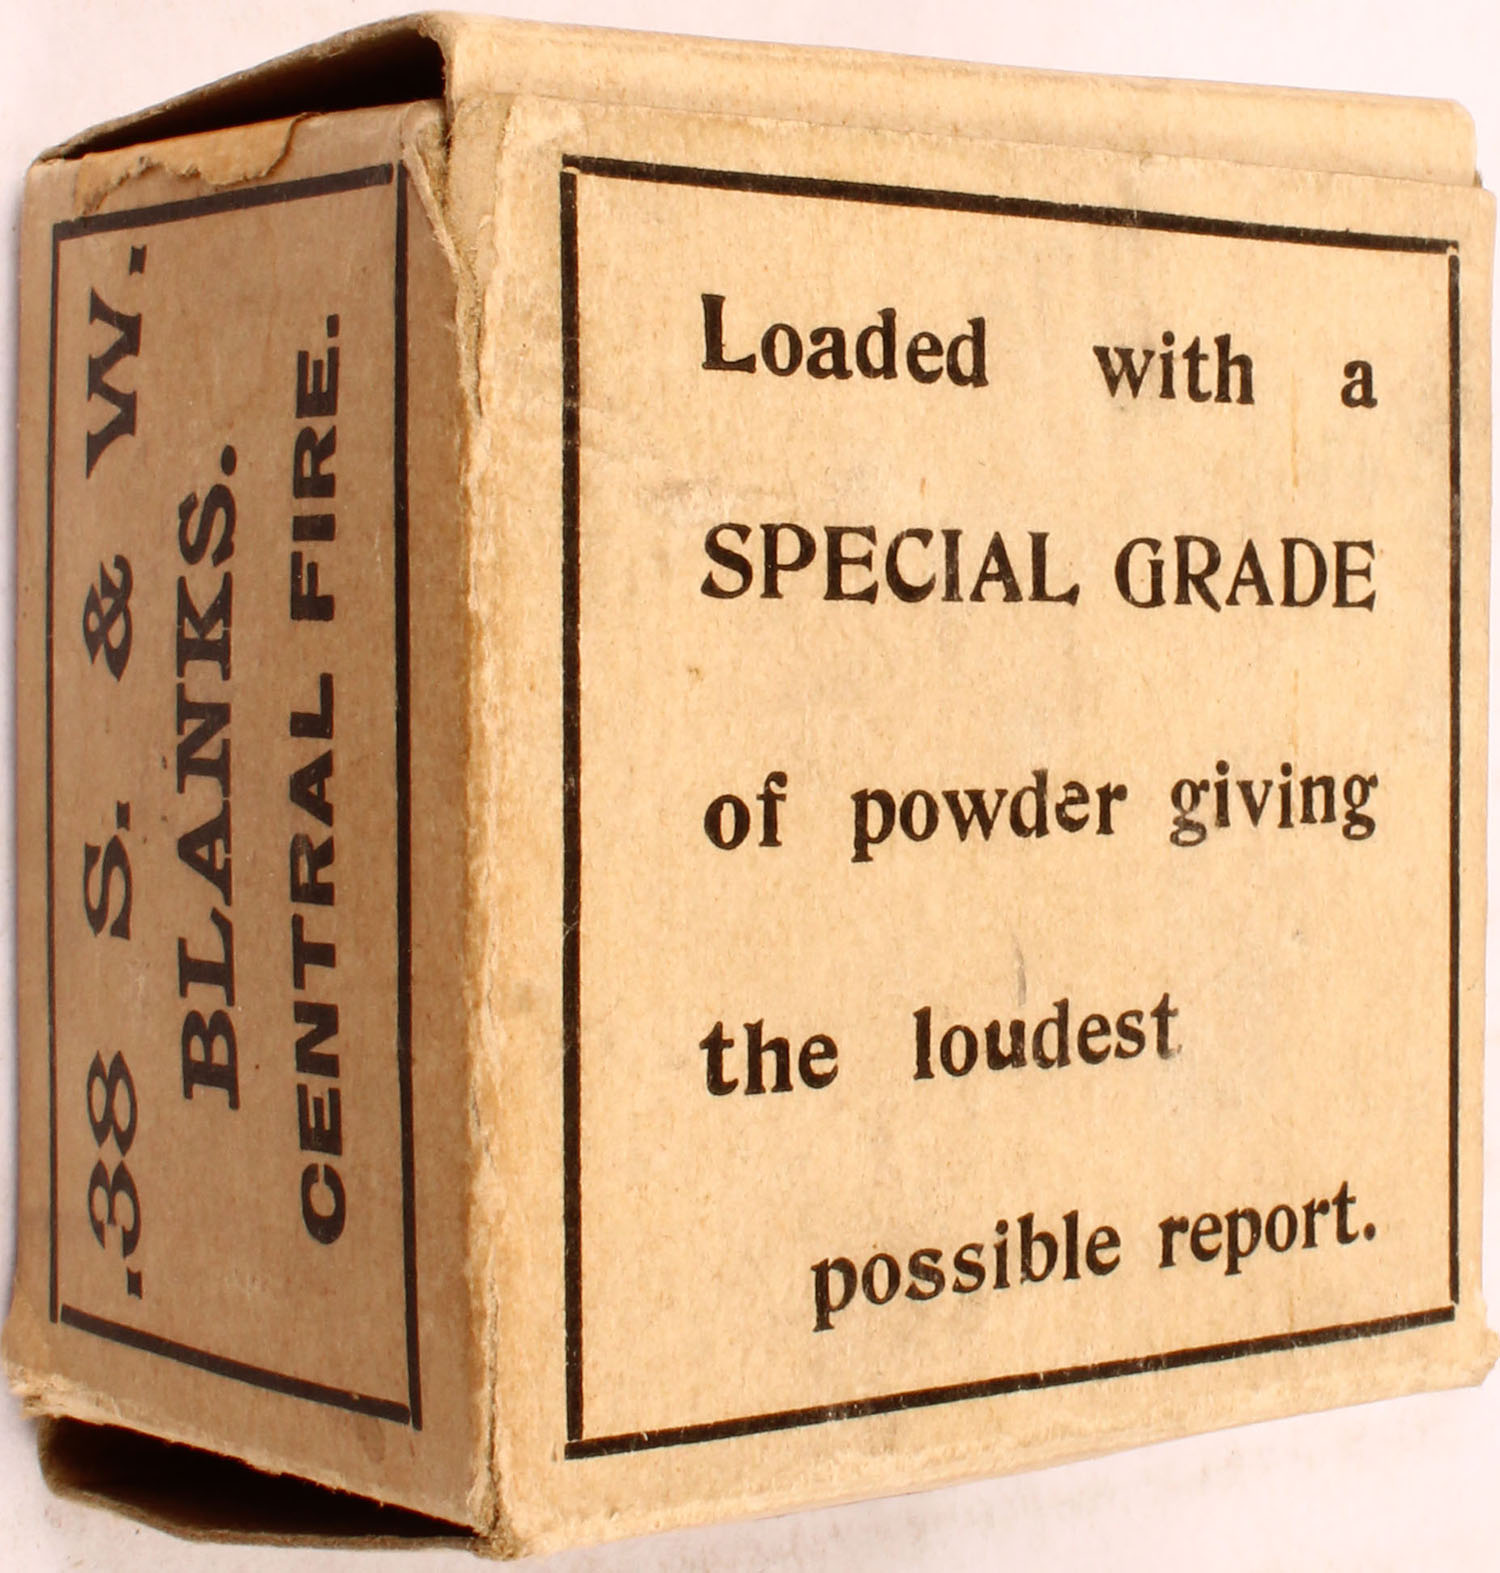 .38 S. & W.
BLANKS.
CENTRAL FIRE.
Loaded with a
SPECIAL GRADE
of powder giving
the loudest
possible report.